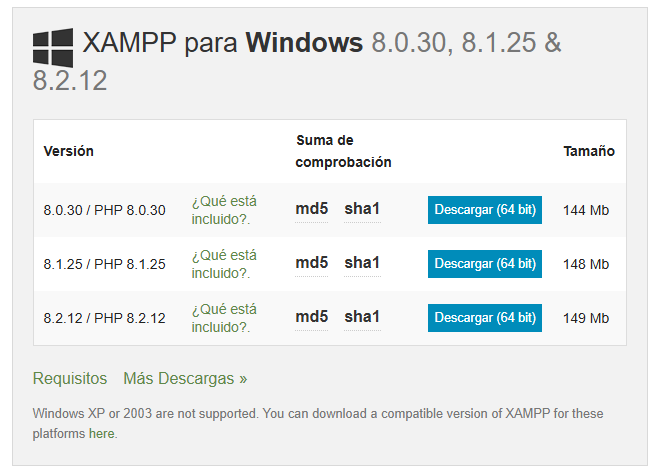 XAMPP para Windows 8.0.30, 8.1.25 &
8.2.12
Versión Suma de comprobación Tamaño
8.0.30 / PHP 8.0.30 ¿Qué está incluido?. md5 sha1 Descargar (64 bit) 144 Mb
8.1.25 / PHP 8.1.25 ¿Qué está incluido?. md5 sha1 Descargar (64 bit) 148 Mb
8.2.12 / PHP 8.2.12 ¿Qué está incluido?. md5 sha1 Descargar (64 bit) 149 Mb
Requisitos Más Descargas »
Windows XP or 2003 are not supported. You can download a compatible version of XAMPP for these
platforms here.